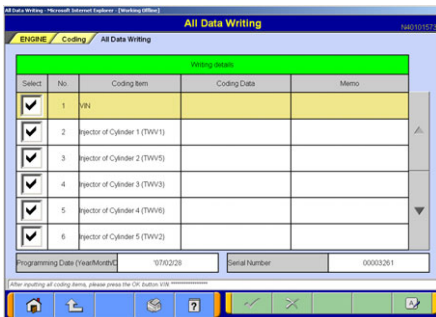 All Data Writing - Microsoft Internet Explorer - [Working Offline]
All Data Writing
N40101573
ENGINE Coding All Data Writing
Writing details
Select No. Coding Item Coding Data Memo
1 VIN
2 Injector of Cylinder 1 (TWV1)
3 Injector of Cylinder 2 (TWV5)
4 Injector of Cylinder 3 (TWV3)
5 Injector of Cylinder 4 (TWV6)
6 Injector of Cylinder 5 (TWV2)
Programming Date (Year/Month/D '07/02/28 Serial Number 00003261
After inputting all coding items, please press the OK button. VIN:*****************